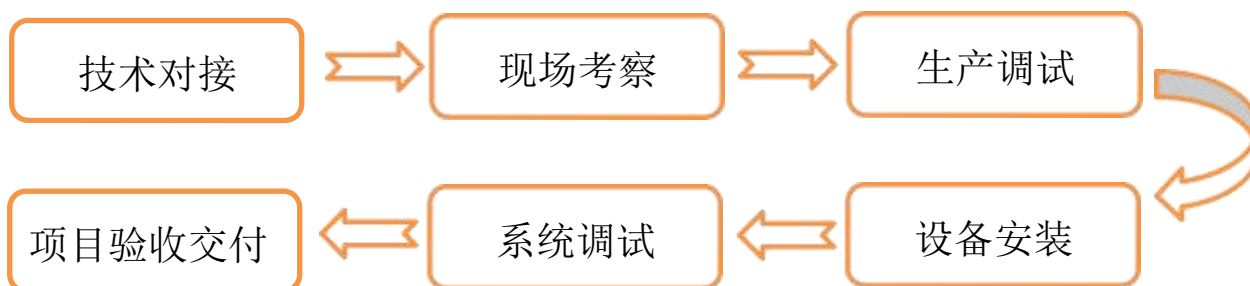 技术对接
现场考察
生产调试
设备安装
系统调试
项目验收交付